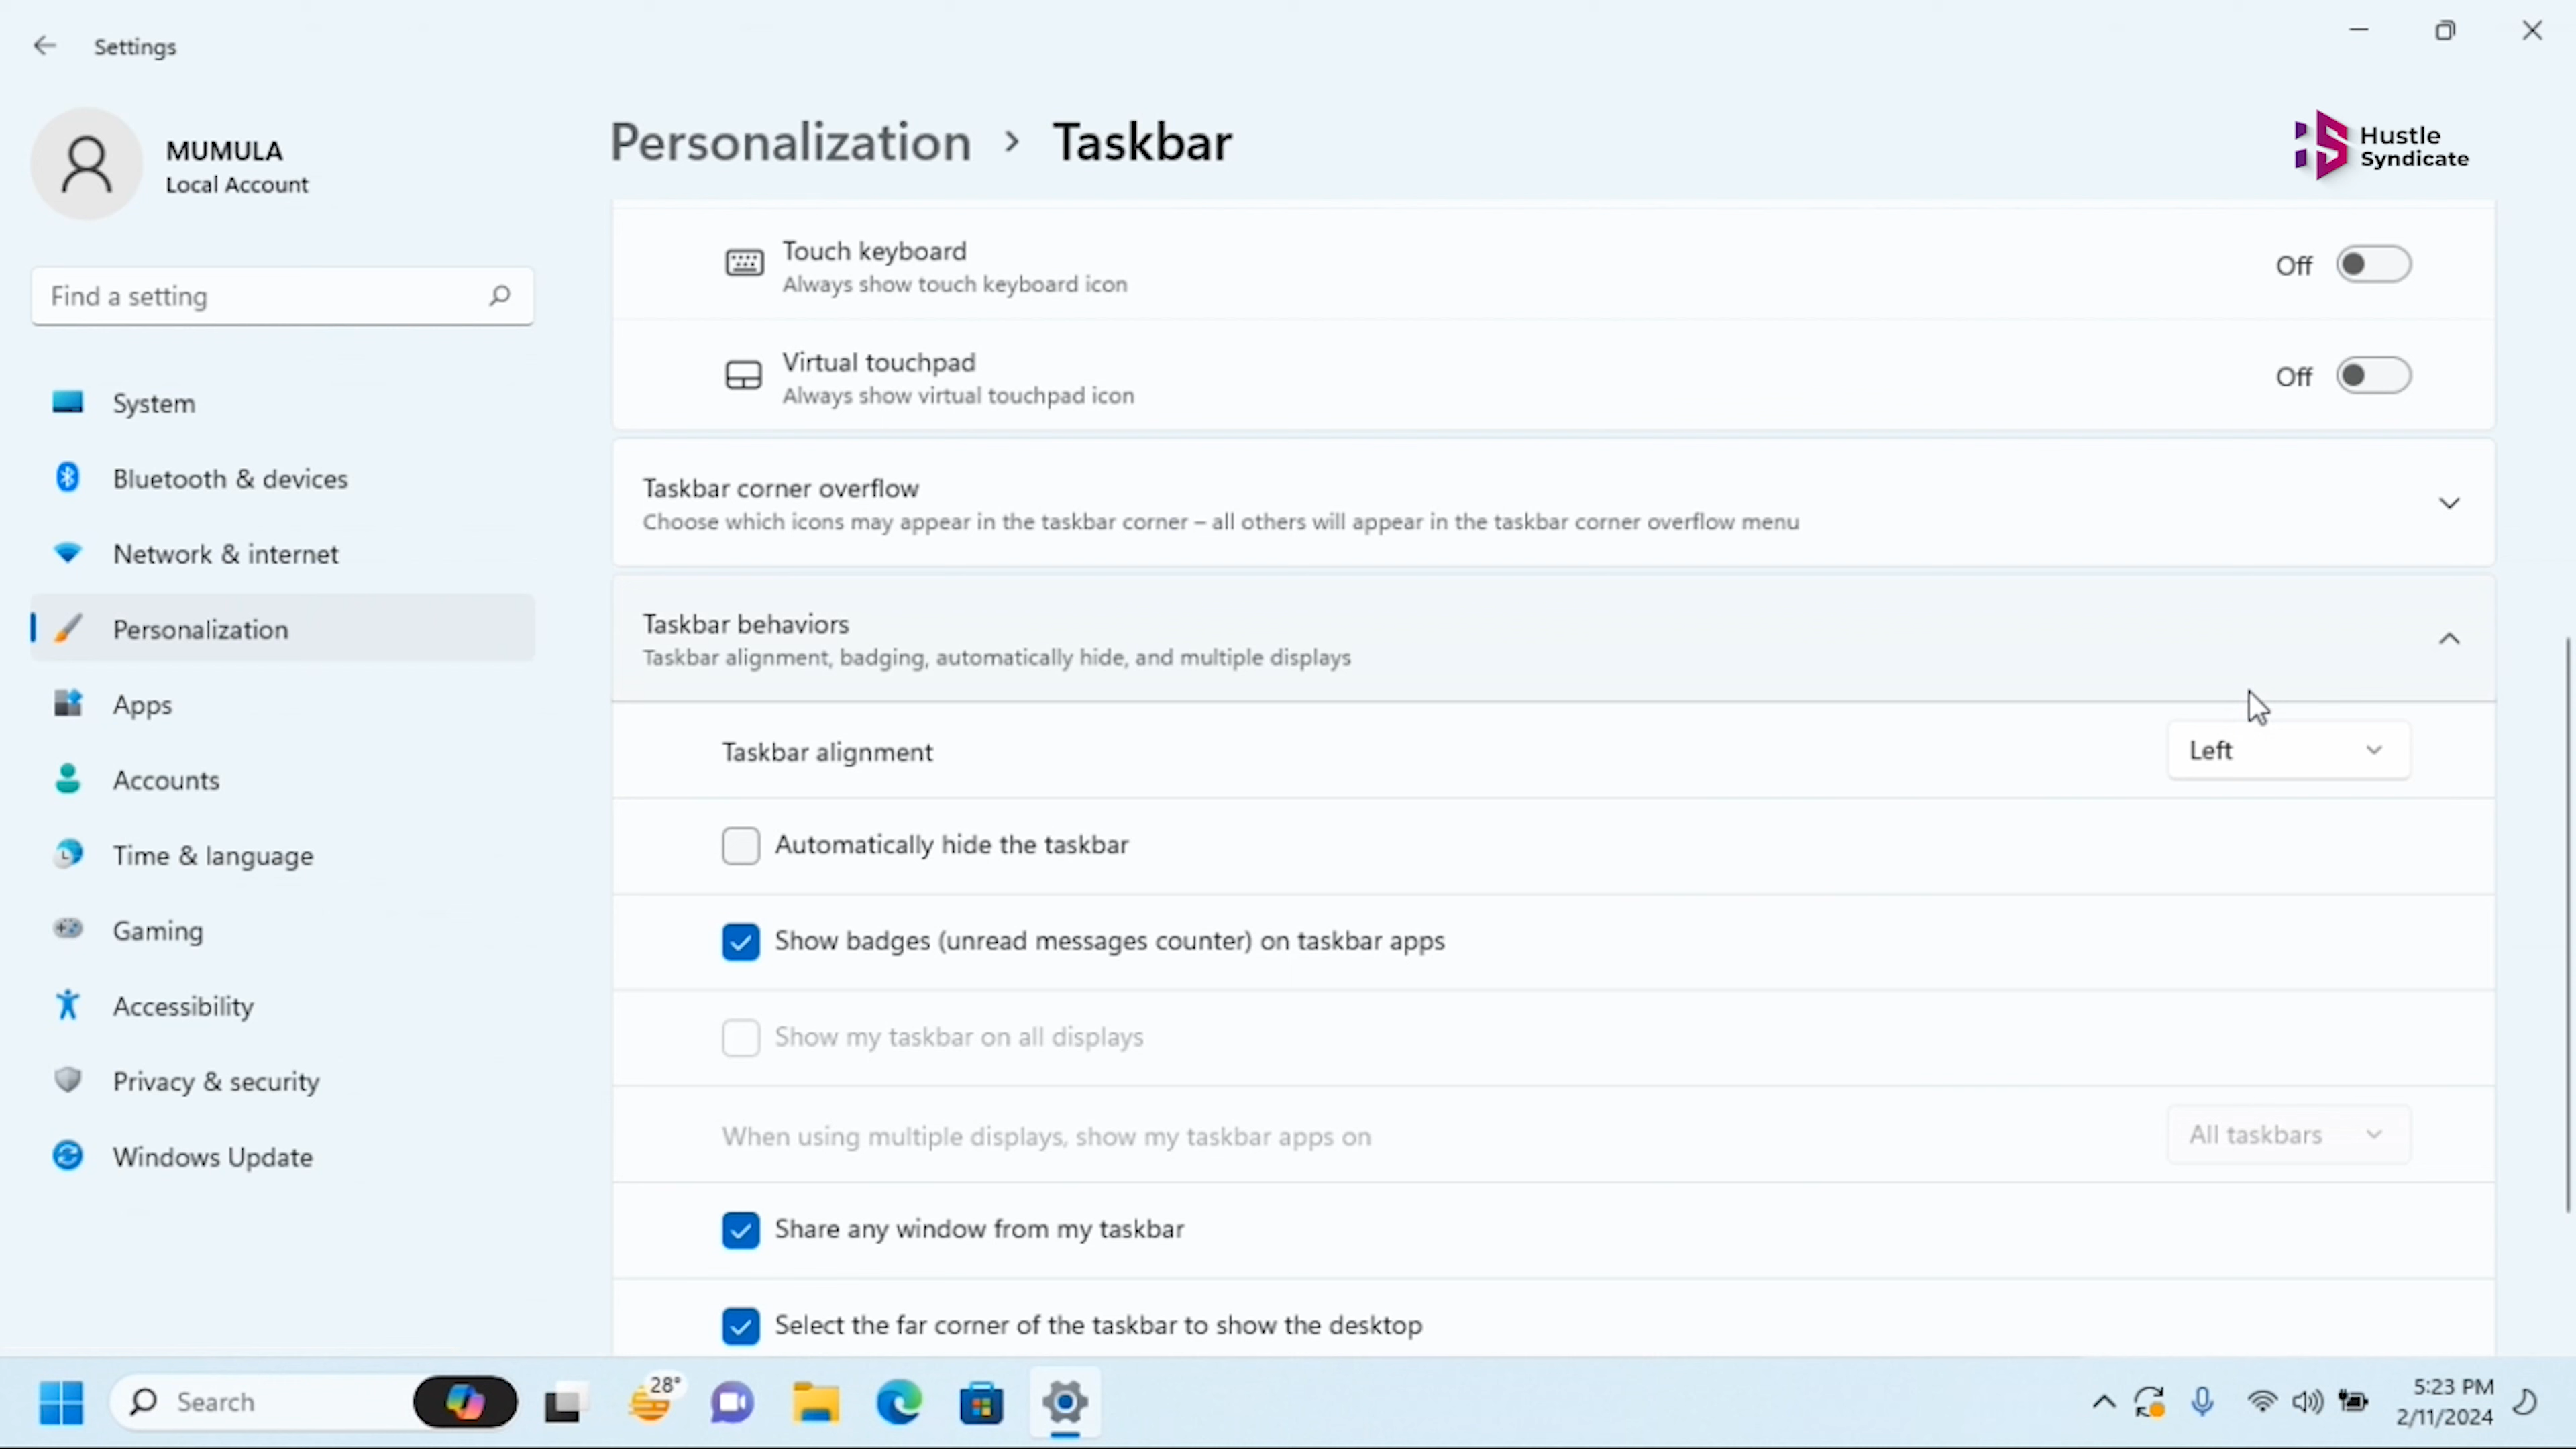 Settings
MUMULA
Local Account
Find a setting
System
Bluetooth & devices
Network & internet
Personalization
Apps
Accounts
Time & language
Gaming
Accessibility
Privacy & security
Windows Update
Personalization > Taskbar
Hustle
Syndicate
Touch keyboard
Always show touch keyboard icon
Off
Virtual touchpad
Always show virtual touchpad icon
Off
Taskbar corner overflow
Choose which icons may appear in the taskbar corner – all others will appear in the taskbar corner overflow menu
Taskbar behaviors
Taskbar alignment, badging, automatically hide, and multiple displays
Taskbar alignment
Left
Automatically hide the taskbar
Show badges (unread messages counter) on taskbar apps
Show my taskbar on all displays
When using multiple displays, show my taskbar apps on
All taskbars
Share any window from my taskbar
Select the far corner of the taskbar to show the desktop
Search
28°
5:23 PM
2/11/2024